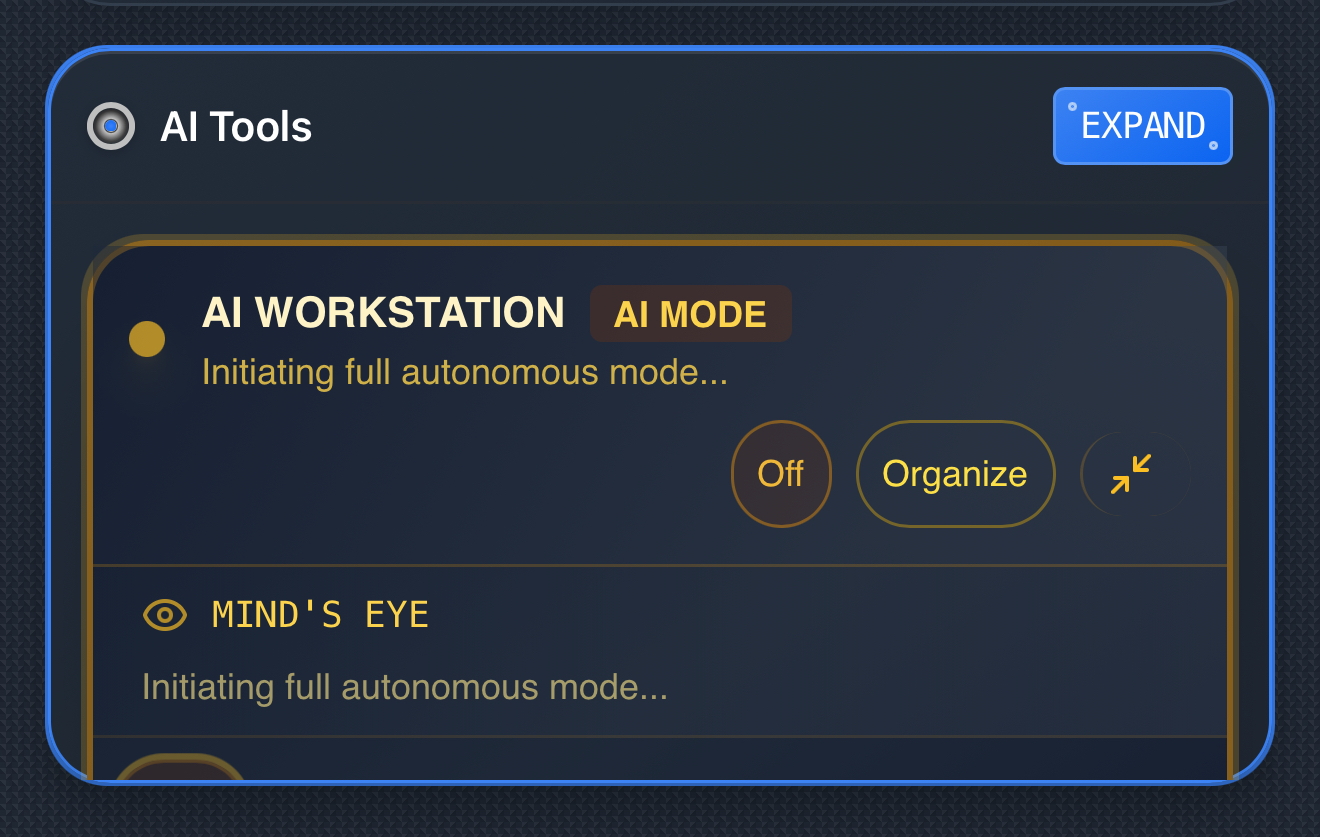 AI Tools
EXPAND
AI WORKSTATION AI MODE
Initiating full autonomous mode...
Off Organize
MIND'S EYE
Initiating full autonomous mode...